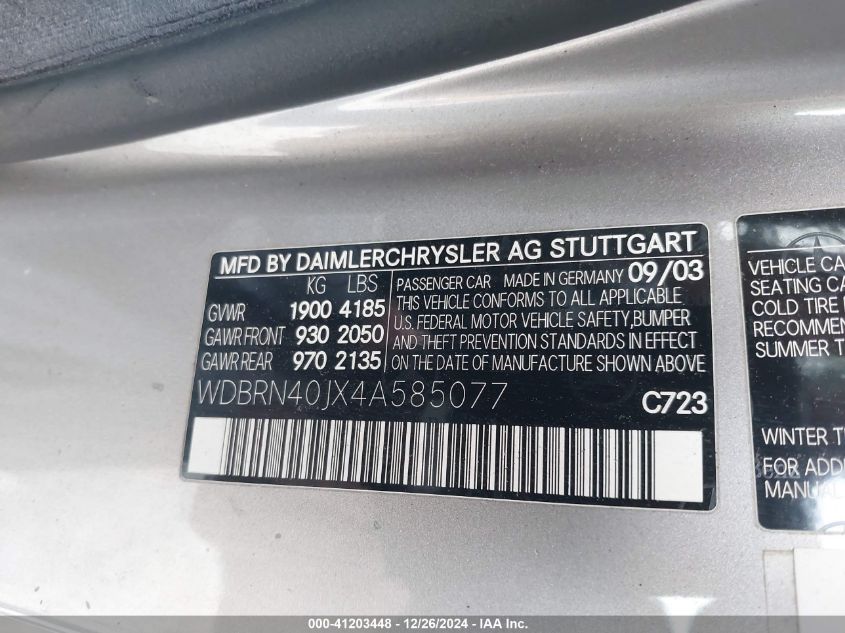 MFD BY DAIMLERCHRYSLER AG STUTTGART
KG LBS
GVWR 1900 4185
GAWR FRONT 930 2050
GAWR REAR 970 2135
PASSENGER CAR MADE IN GERMANY 09/03
THIS VEHICLE CONFORMS TO ALL APPLICABLE
U.S. FEDERAL MOTOR VEHICLE SAFETY,BUMPER
AND THEFT PREVENTION STANDARDS IN EFFECT
ON THE DATE OF MANUFACTURE SHOWN ABOVE
WDBRN40JX4A585077
C723
VEHICLE CA
SEATING CA
COLD TIRE
RECOMMEN
SUMMER T
WINTER T
FOR ADD
MANUA
000-41203448 - 12/26/2024 - IAA Inc.